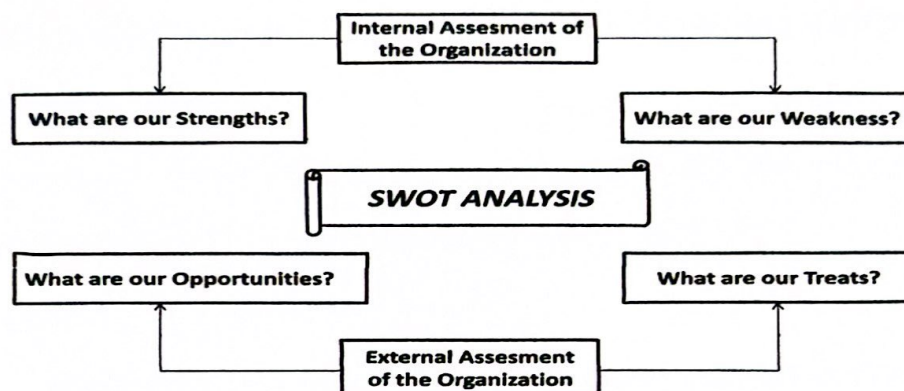 Internal Assesment of
the Organization
What are our Strengths?
What are our Weakness?
SWOT ANALYSIS
What are our Opportunities?
What are our Treats?
External Assesment
of the Organization